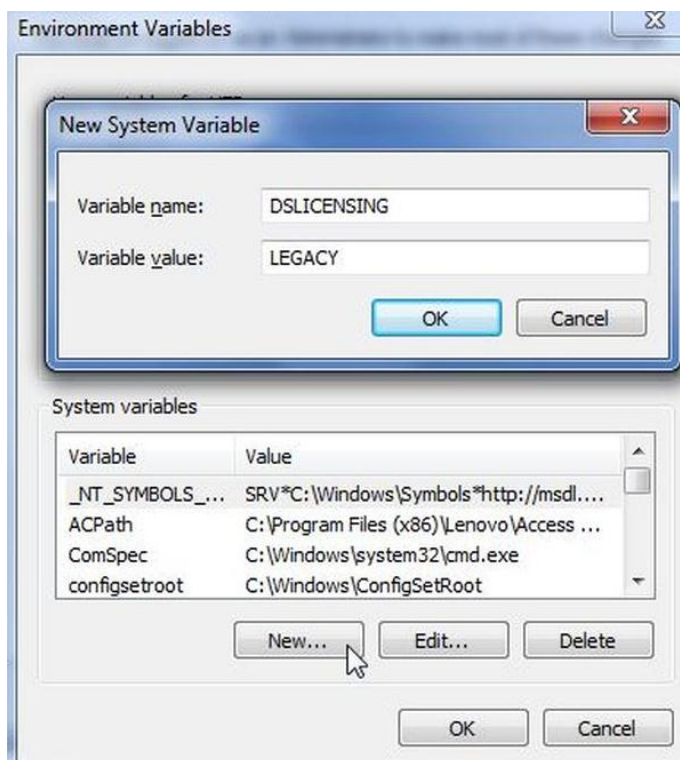 Environment Variables
New System Variable
Variable name:
DSLICENSING
Variable value:
LEGACY
OK
Cancel
System variables
Variable
Value
_NT_SYMBOLS_...
SRV*C:\Windows\Symbols*http://msdl....
ACPath
C:\Program Files (x86)\Lenovo\Access ...
ComSpec
C:\Windows\system32\cmd.exe
configsetroot
C:\Windows\ConfigSetRoot
New...
Edit...
Delete
OK
Cancel